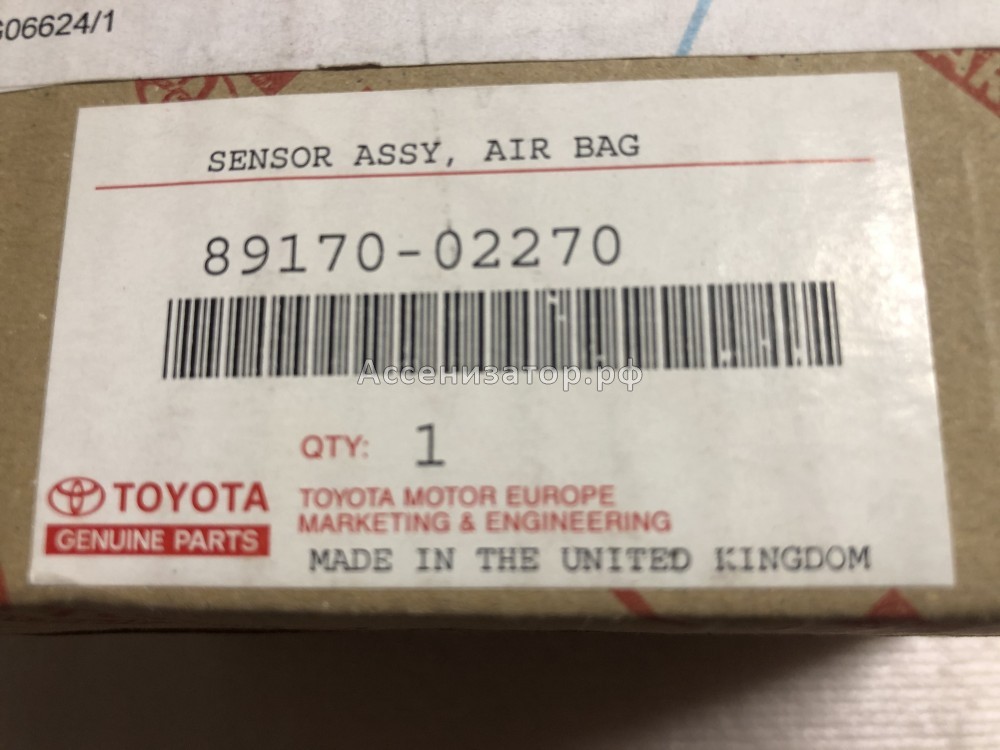 G06624/1
SENSOR ASSY, AIR BAG
89170-02270
Ассенизатор.рф
QTY: 1
TOYOTA
GENUINE PARTS
TOYOTA MOTOR EUROPE
MARKETING & ENGINEERING
MADE IN THE UNITED KINGDOM